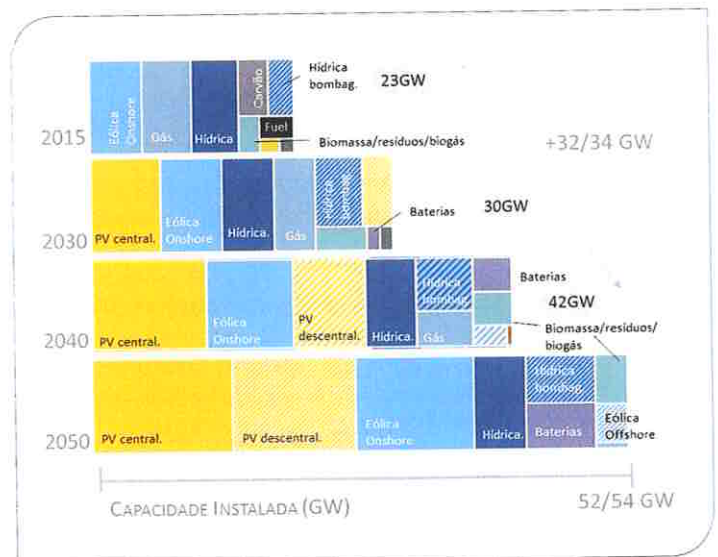 Eólica
Onshore
Gás
Hídrica
Carvão
Hídrica
bombag.
23GW
Fuel
2015
Biomassa/resíduos/biogás
+32/34 GW
PV central.
Eólica
Onshore
Hídrica.
Gás
Hídrica
bombag.
Baterias
30GW
2030
PV central.
Eólica
Onshore
PV
descentral.
Hídrica.
Hídrica
bombag.
Gás
Baterias
42GW
Biomassa/resíduos/
biogás
2040
PV central.
PV descentral.
Eólica
Onshore
Hídrica.
Hídrica
bombag.
Baterias
Eólica
Offshore
2050
CAPACIDADE INSTALADA (GW)
52/54 GW